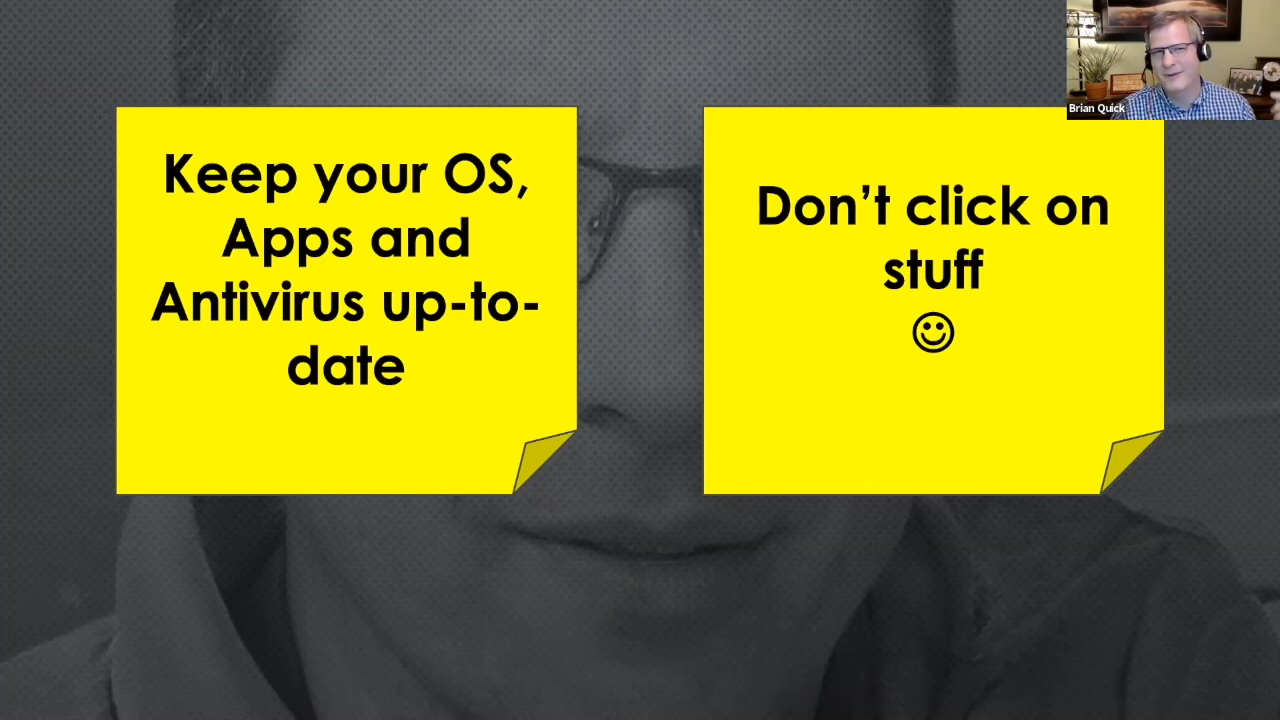 Keep your OS,
Apps and
Antivirus up-to-
date
Don’t click on
stuff
☺
Brian Quick